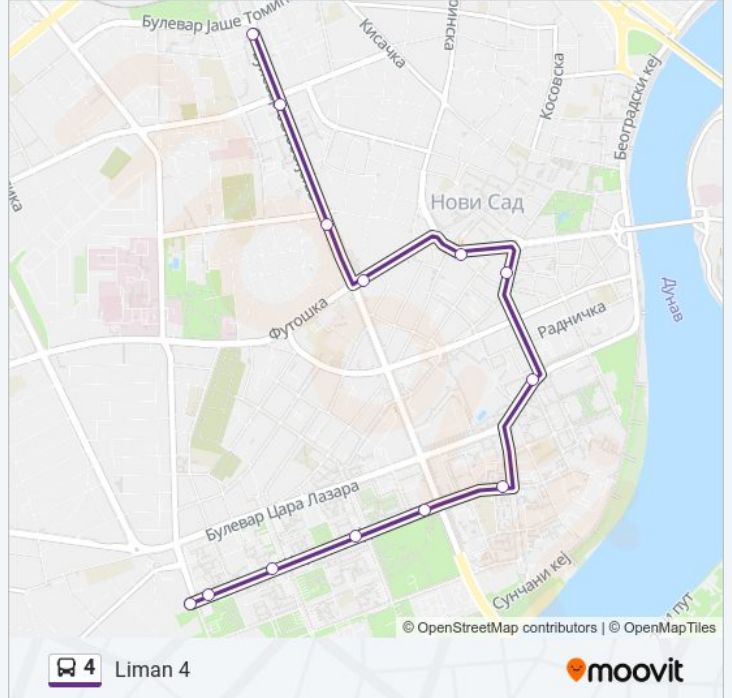 Булевар Јаше Томић
Кисачка
Косовска
Београдски кеј
Нови Сад
Дунав
Футошка
Радничка
Булевар Цара Лазара
Сунчани кеј
пут
© OpenStreetMap contributors | © OpenMapTiles
4 Liman 4
moovit